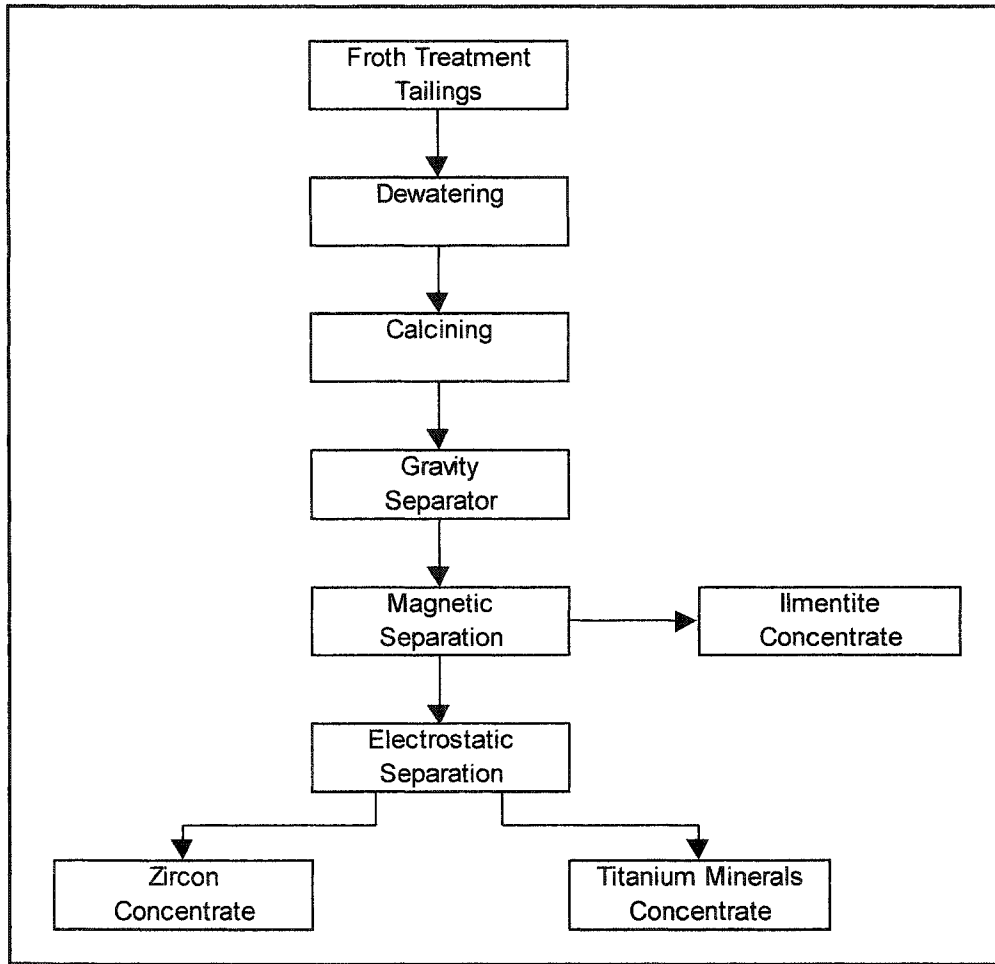 Froth Treatment
Tailings
Dewatering
Calcining
Gravity
Separator
Magnetic
Separation
Ilmentite
Concentrate
Electrostatic
Separation
Zircon
Concentrate
Titanium Minerals
Concentrate